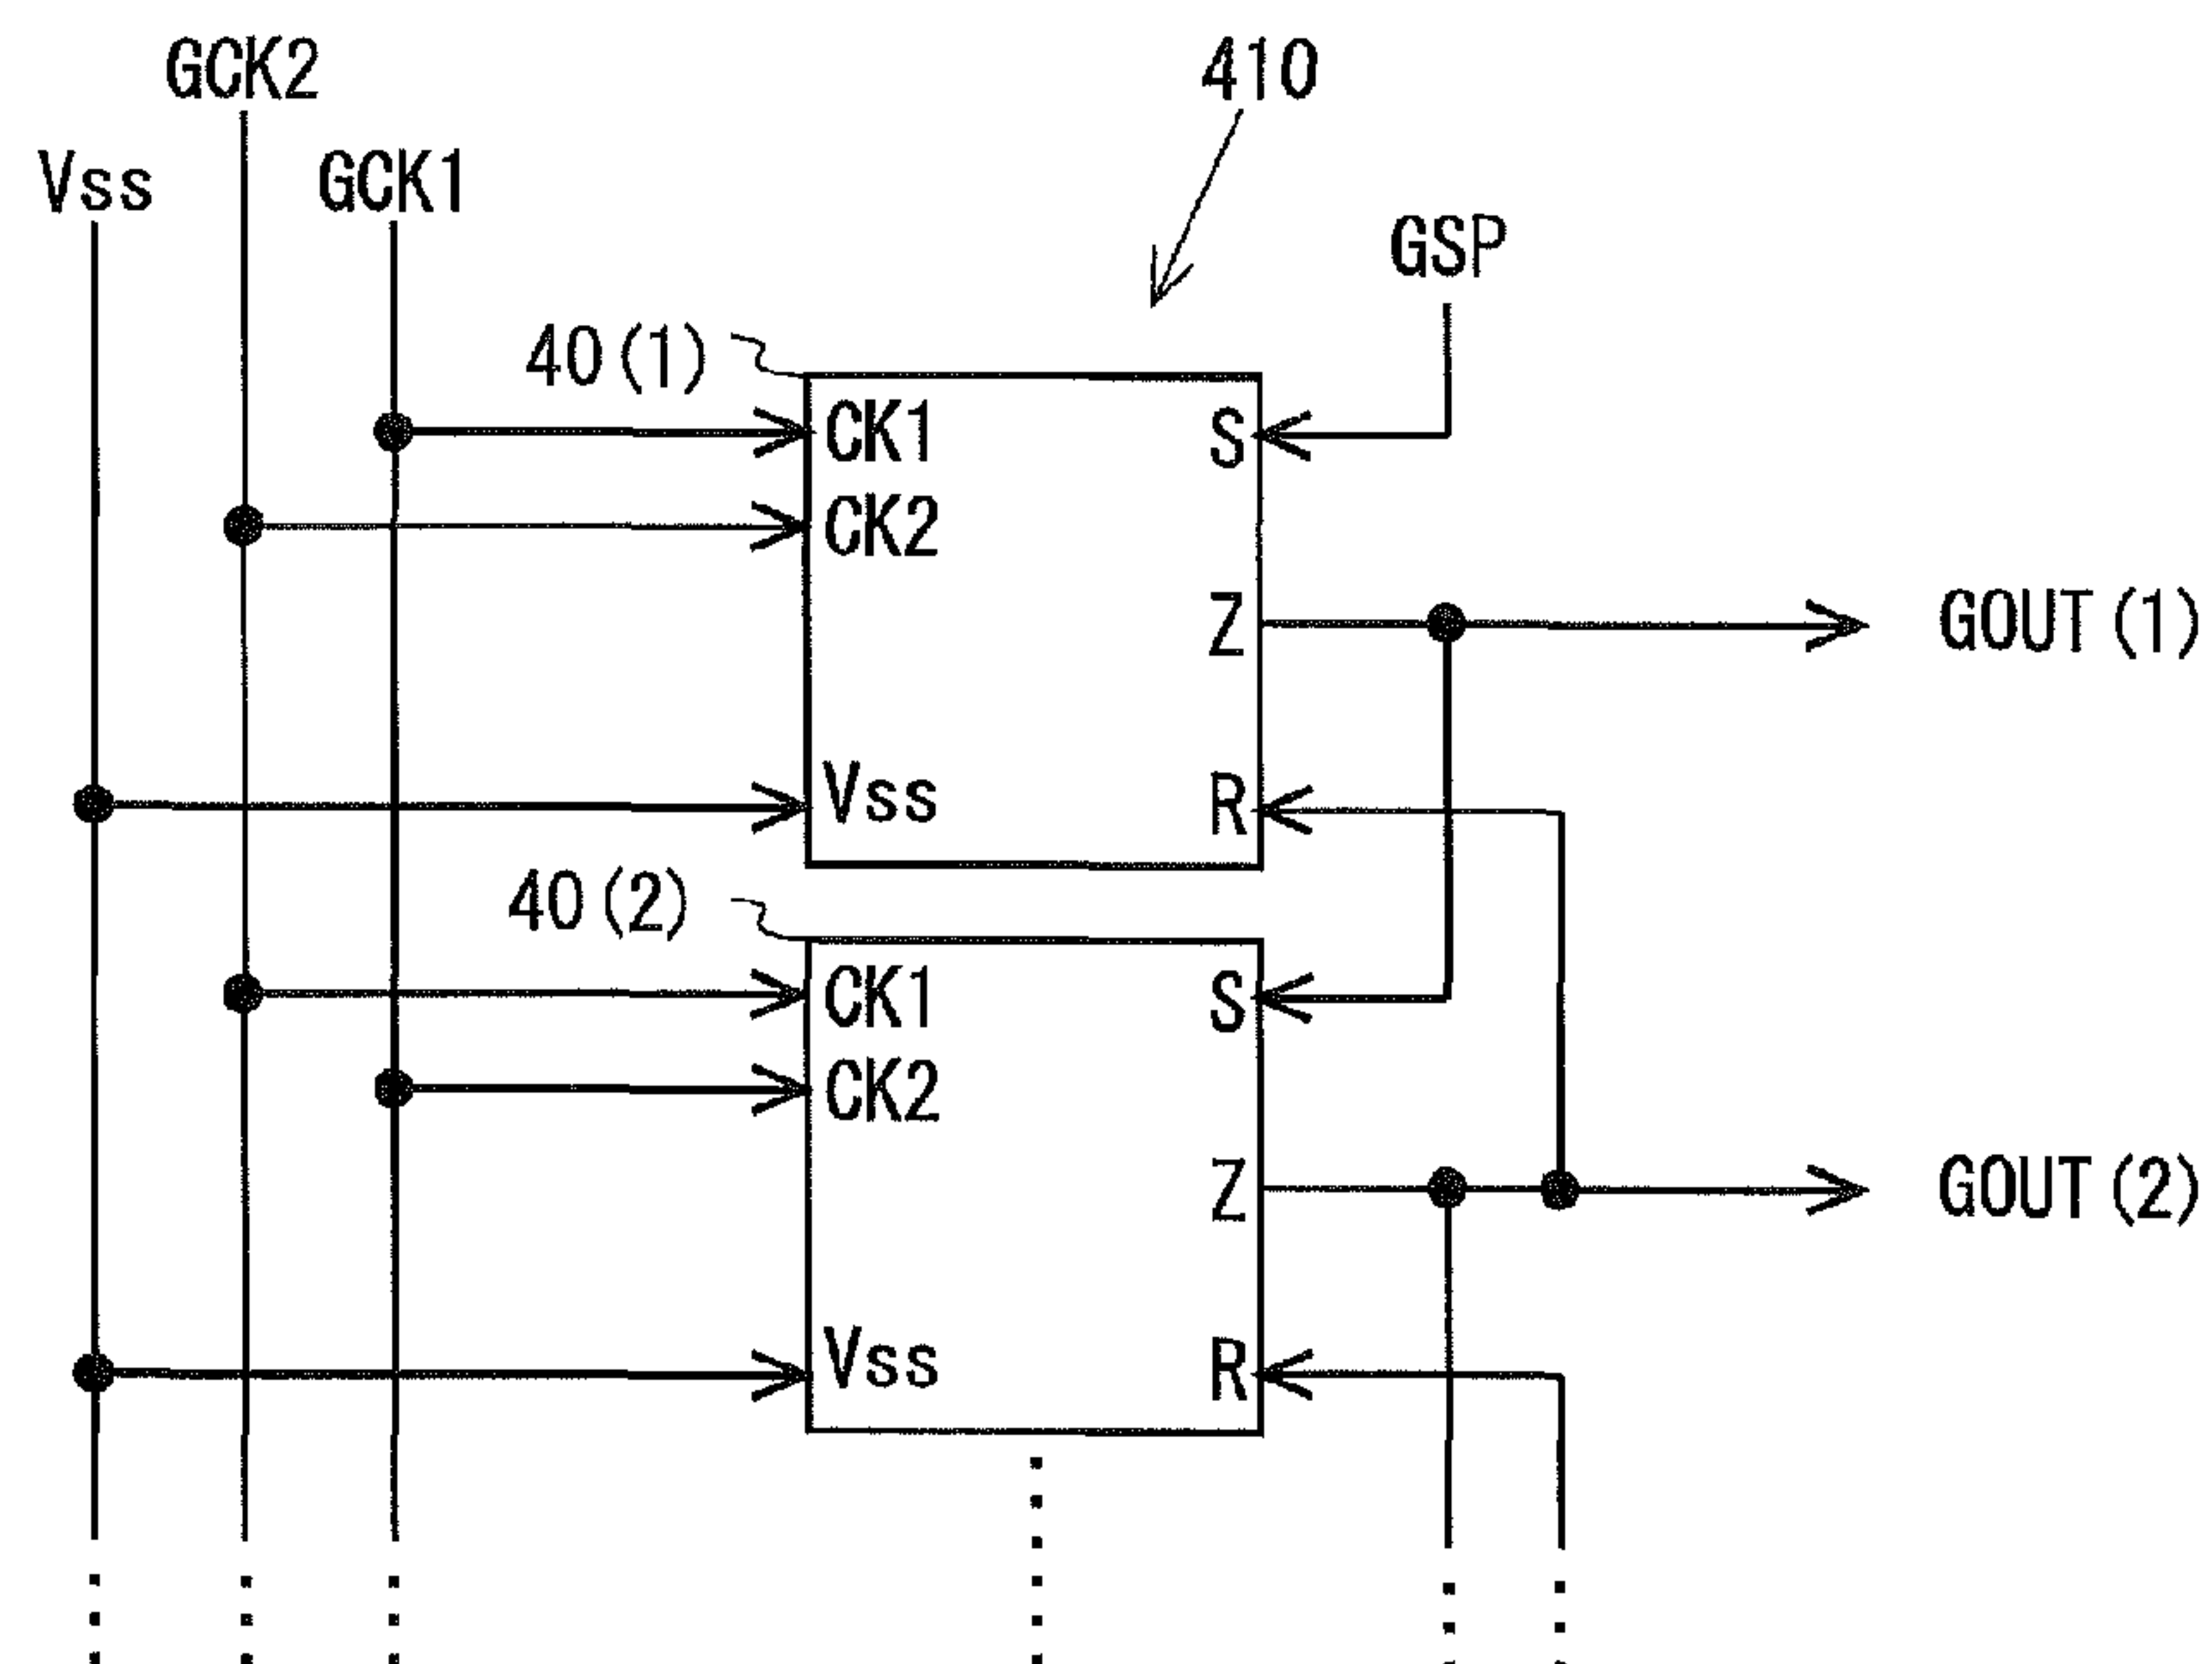 GCK2
410
Vss
GCK1
GSP
40(1)
CK1
S
CK2
Z
GOUT(1)
Vss
R
40(2)
CK1
S
CK2
Z
GOUT(2)
Vss
R